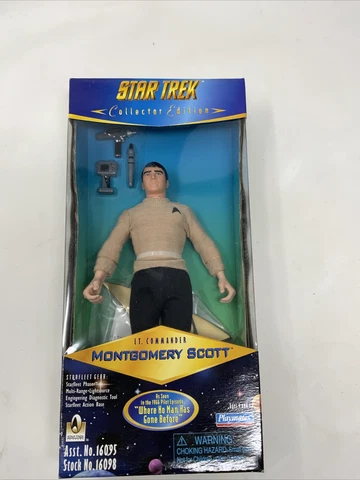 STAR TREK
Collector Edition
LT. COMMANDER
MONTGOMERY SCOTT
STARFLEET GEAR:
Starfleet Phaser
Multi-Range-Lightsource
Engineering Diagnostic Tool
Starfleet Action Base
As Seen
in the 1966 Pilot Episode,
"Where No Man Has
Gone Before"
Asst. No.16095
Stock No.16098
Playmates
WARNING:
CHOKING HAZARD-Small